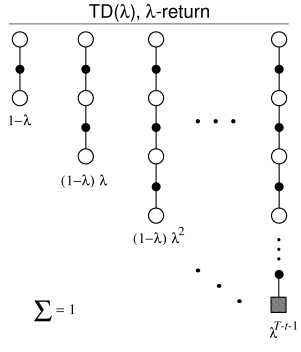 TD(λ), λ-return
1−λ
(1−λ) λ
(1−λ) λ²
∑ = 1
λ^{T-t-1}